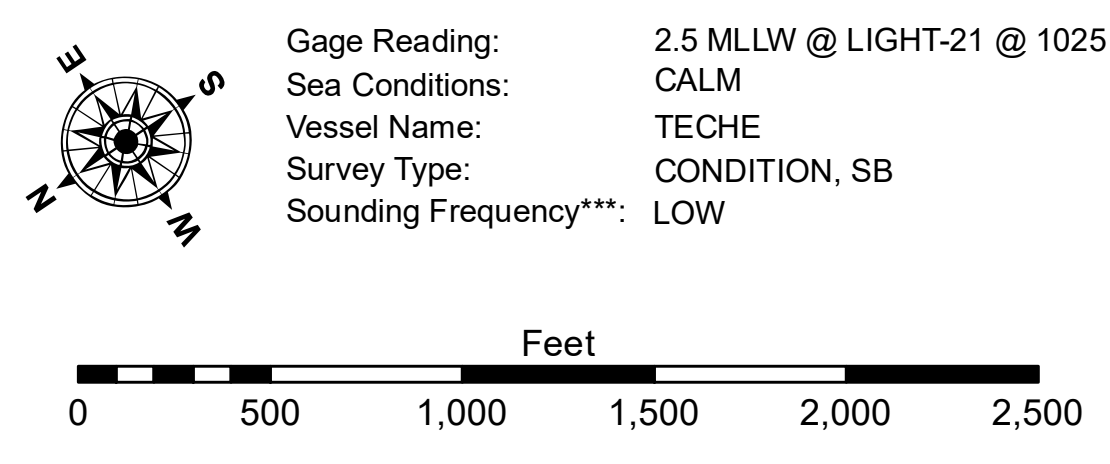 E
S
N
W
Gage Reading: 2.5 MLLW @ LIGHT-21 @ 1025
Sea Conditions: CALM
Vessel Name: TECHE
Survey Type: CONDITION, SB
Sounding Frequency***: LOW
Feet
0 500 1,000 1,500 2,000 2,500